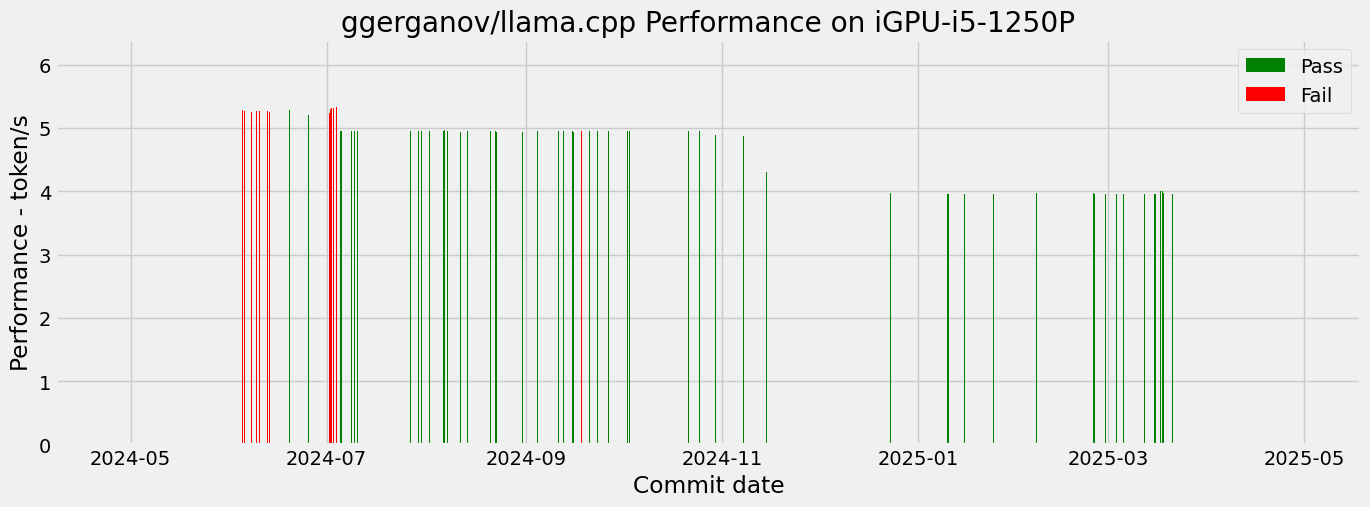 ggerganov/llama.cpp Performance on iGPU-i5-1250P
Pass
Fail
Performance - token/s
6
5
4
3
2
1
0
2024-05 2024-07 2024-09 2024-11 2025-01 2025-03 2025-05
Commit date